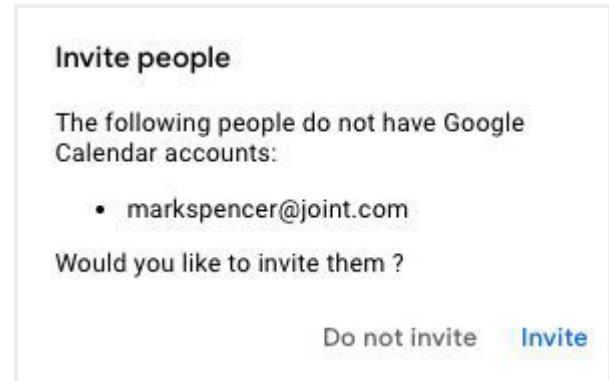 Invite people
The following people do not have Google
Calendar accounts:
• markspencer@joint.com
Would you like to invite them ?
Do not invite Invite